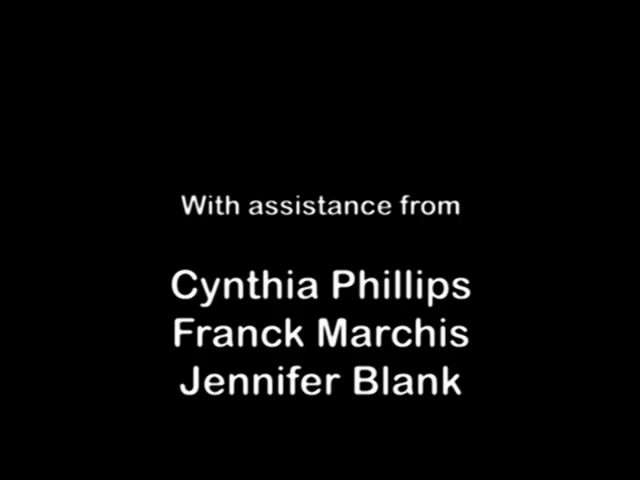 With assistance from
Cynthia Phillips
Franck Marchis
Jennifer Blank